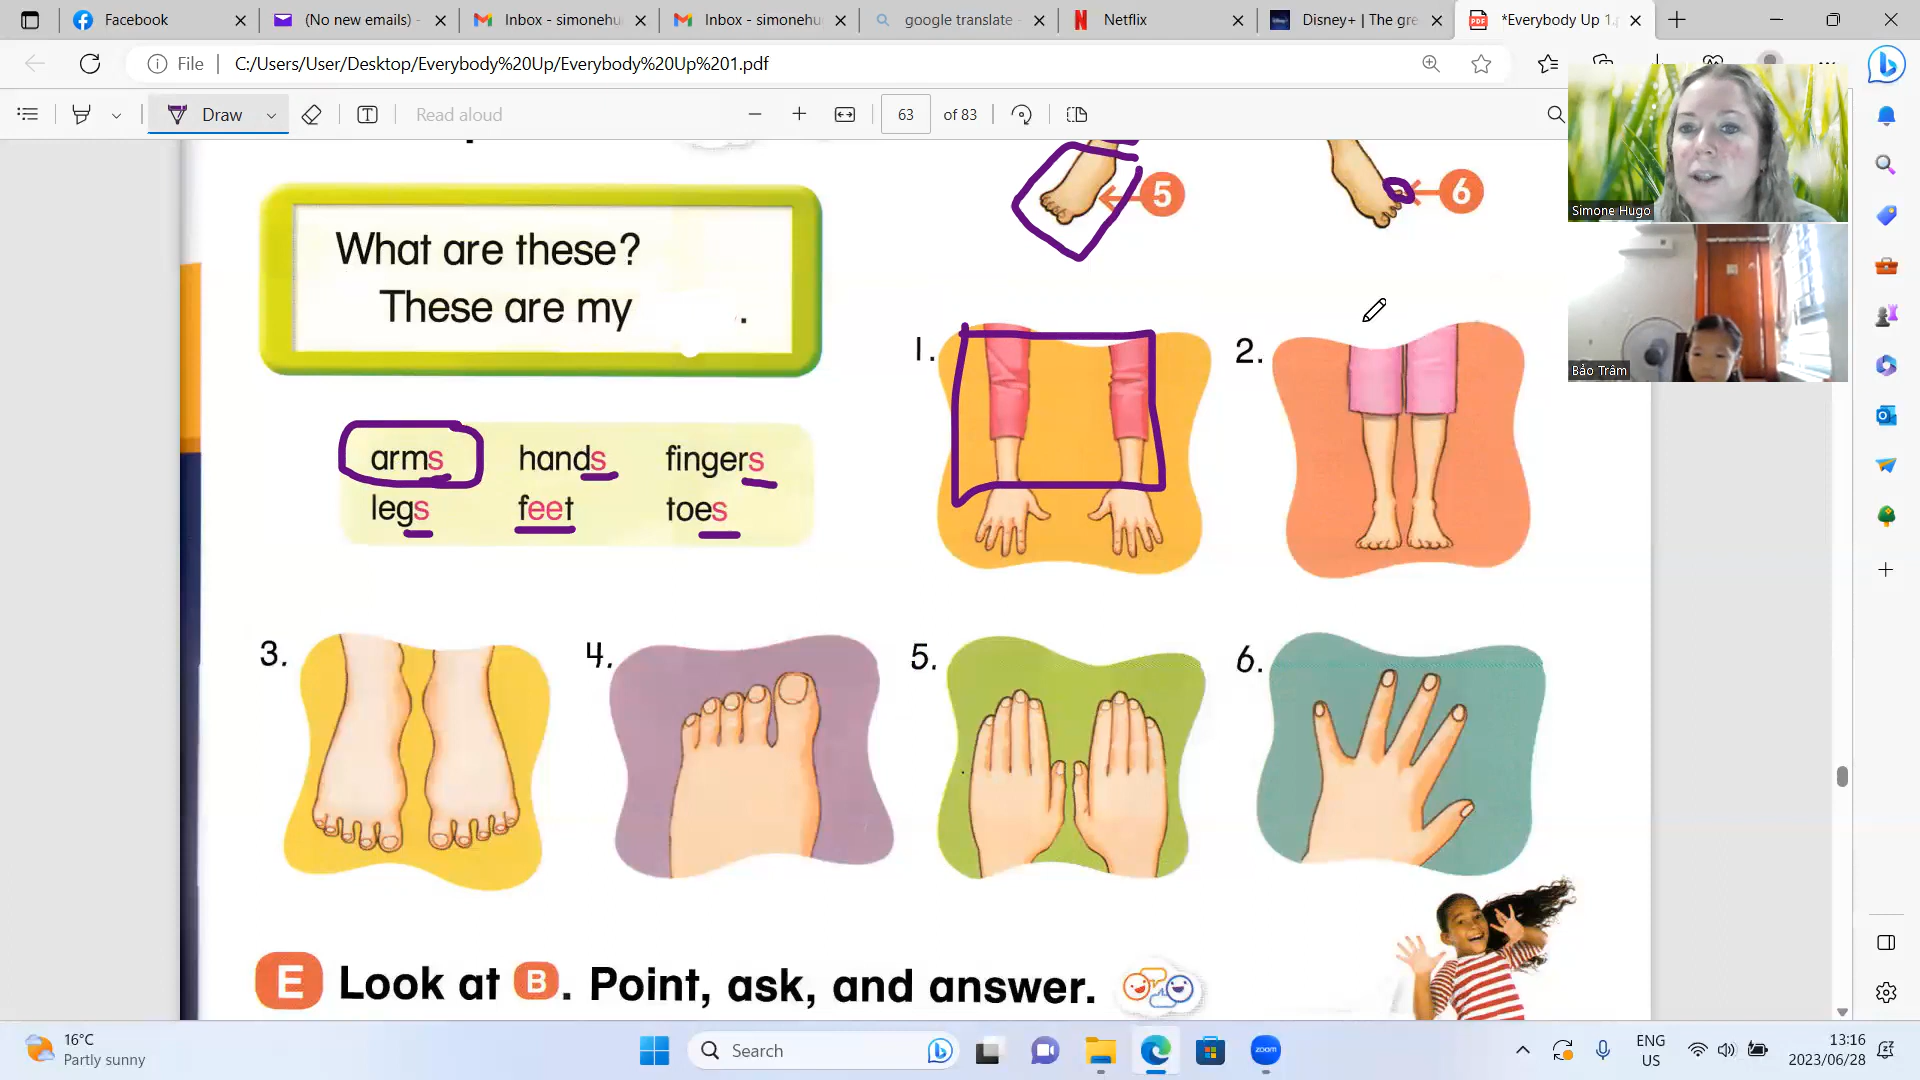 Facebook
(No new emails) -
Inbox - simonehu
Inbox - simonehu
google translate -
Netflix
Disney+ | The gre
*Everybody Up 1.p
File
C:/Users/User/Desktop/Everybody%20Up/Everybody%20Up%201.pdf
Draw
Read aloud
63
of 83
5
6
Simone Hugo
Bảo Trâm
What are these?
These are my .
arms hands fingers
legs feet toes
1.
2.
3.
4.
5.
6.
E Look at B. Point, ask, and answer.
16°C
Partly sunny
Search
zoom
ENG
US
13:16
2023/06/28